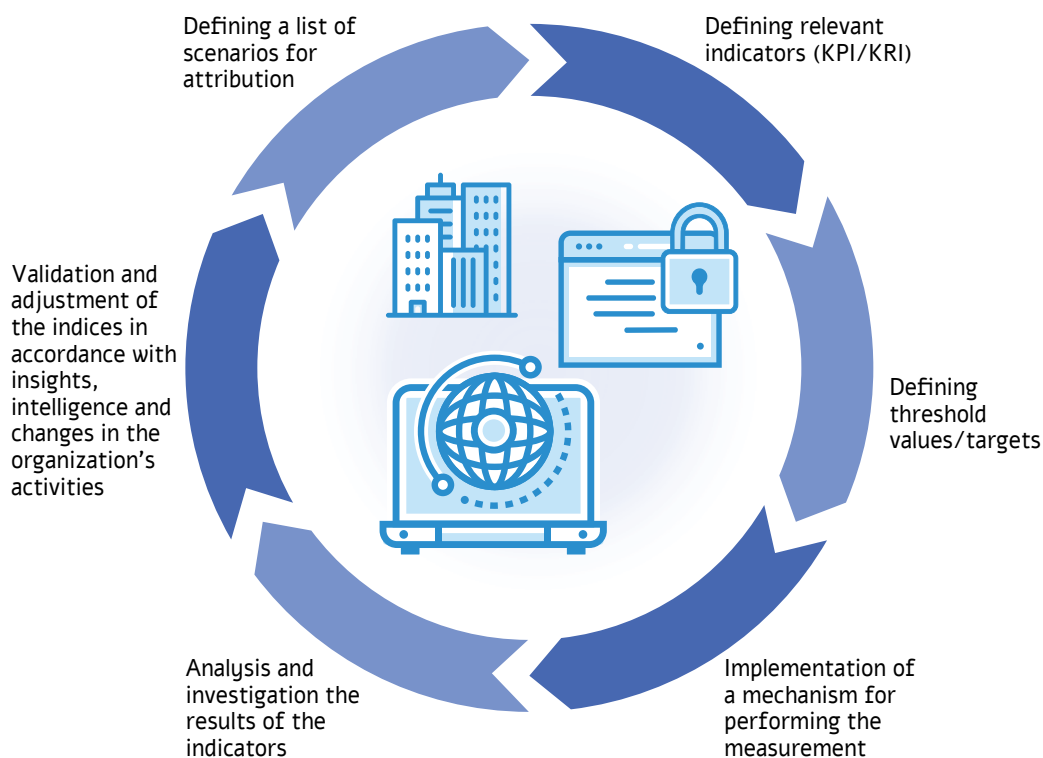 Defining a list of
scenarios for
attribution
Defining relevant
indicators (KPI/KRI)
Defining
threshold
values/targets
Implementation of
a mechanism for
performing the
measurement
Analysis and
investigation the
results of the
indicators
Validation and
adjustment of
the indices in
accordance with
insights,
intelligence and
changes in the
organization's
activities